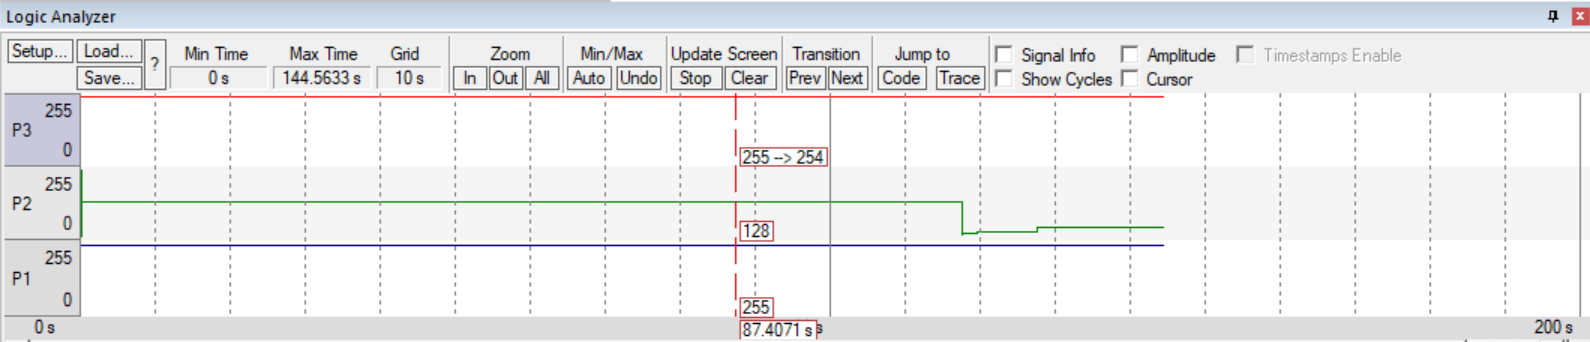 Logic Analyzer
Setup... Load... ? Min Time Max Time Grid Zoom Min/Max Update Screen Transition Jump to Signal Info Amplitude Timestamps Enable
Save... 0 s 144.5633 s 10 s In Out All Auto Undo Stop Clear Prev Next Code Trace Show Cycles Cursor
255
P3
0
255 --> 254
255
P2
0
128
255
P1
0
255
0 s 87.4071 s s 200 s